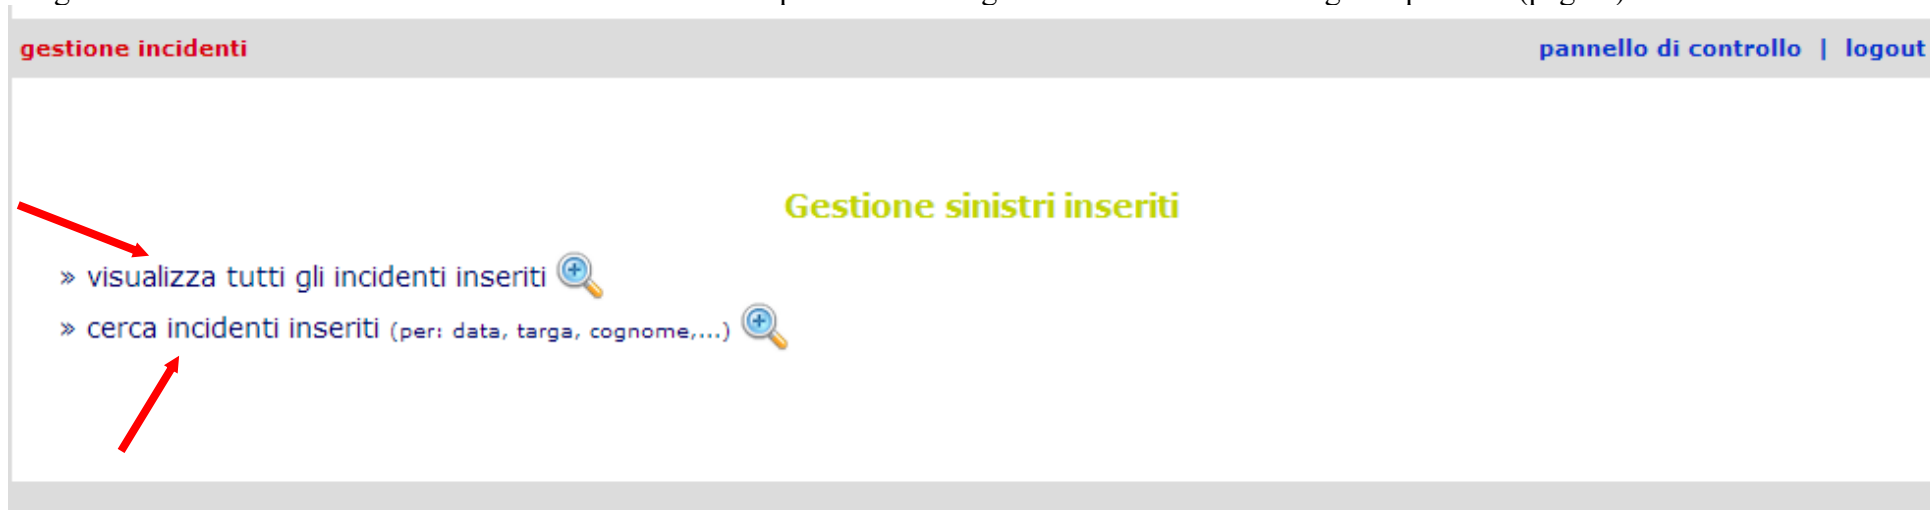 gestione incidenti
pannello di controllo | logout
Gestione sinistri inseriti
» visualizza tutti gli incidenti inseriti
» cerca incidenti inseriti (per: data, targa, cognome,...)